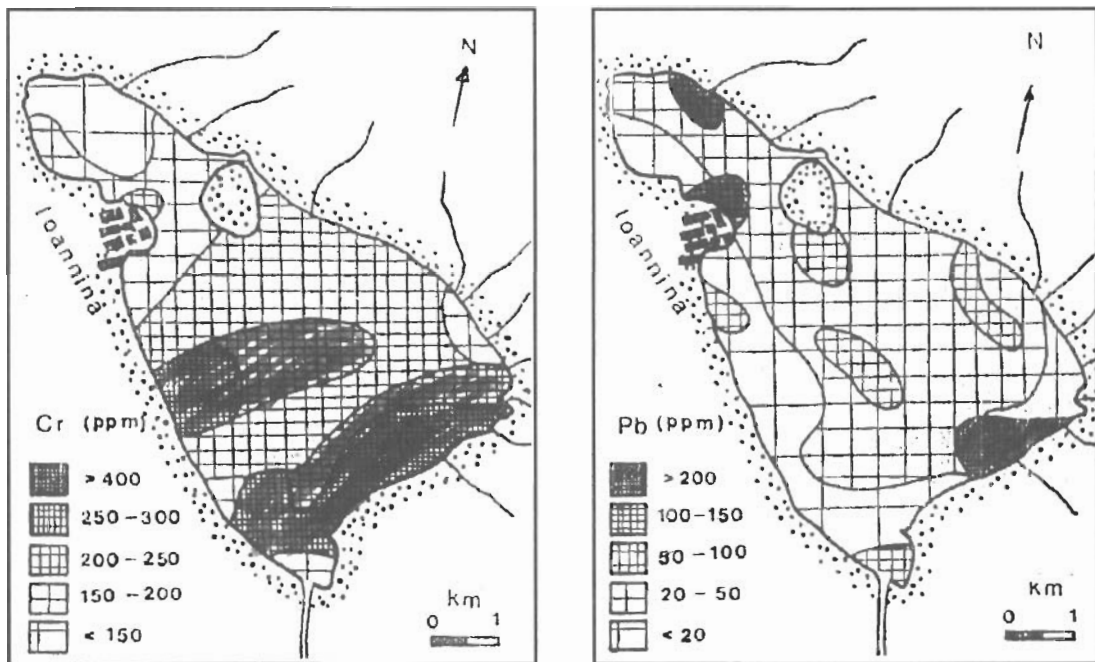 N
Ioannina
Cr (ppm)
> 400
250 – 300
200 – 250
150 – 200
< 150
Km
0 1
N
Ioannina
Pb (ppm)
> 200
100 – 150
50 – 100
20 – 50
< 20
Km
0 1